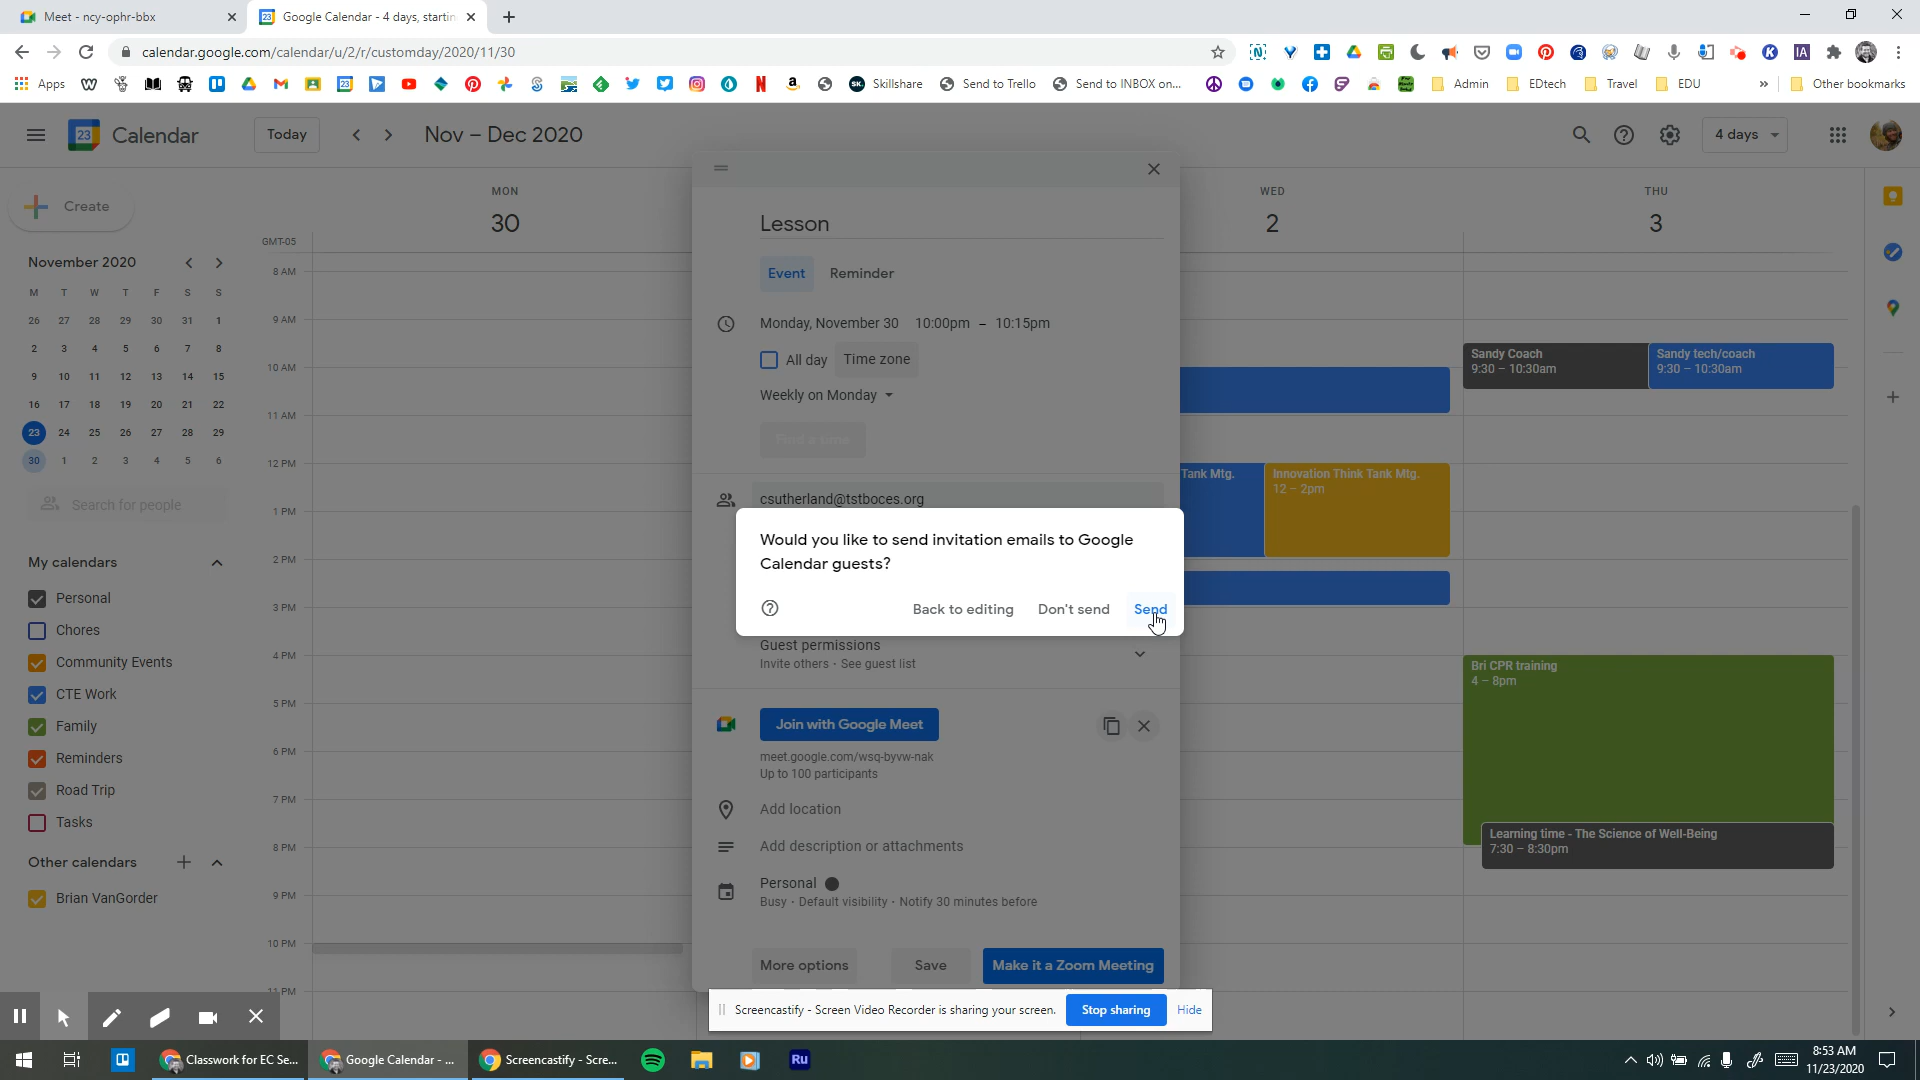 Meet - ncy-ophr-bbx
Google Calendar - 4 days, startin
calendar.google.com/calendar/u/2/r/customday/2020/11/30
Apps
Skillshare
Send to Trello
Send to INBOX on...
Admin
EDtech
Travel
EDU
Other bookmarks
Calendar
Today
Nov – Dec 2020
4 days
Create
MON
30
WED
2
THU
3
GMT-05
November 2020
M T W T F S S
26 27 28 29 30 31 1
2 3 4 5 6 7 8
9 10 11 12 13 14 15
16 17 18 19 20 21 22
23 24 25 26 27 28 29
30 1 2 3 4 5 6
Search for people
My calendars
Personal
Chores
Community Events
CTE Work
Family
Reminders
Road Trip
Tasks
Other calendars
Brian VanGorder
8 AM
9 AM
10 AM
11 AM
12 PM
1 PM
2 PM
3 PM
4 PM
5 PM
6 PM
7 PM
8 PM
9 PM
10 PM
11 PM
Lesson
Event
Reminder
Monday, November 30 10:00pm – 10:15pm
All day
Time zone
Weekly on Monday
Find a time
csutherland@tstboces.org
Would you like to send invitation emails to Google
Calendar guests?
Back to editing
Don't send
Send
Guest permissions
Invite others · See guest list
Join with Google Meet
meet.google.com/wsq-byvw-nak
Up to 100 participants
Add location
Add description or attachments
Personal
Busy · Default visibility · Notify 30 minutes before
More options
Save
Make it a Zoom Meeting
Tank Mtg.
Innovation Think Tank Mtg.
12 – 2pm
Sandy Coach
9:30 – 10:30am
Sandy tech/coach
9:30 – 10:30am
Bri CPR training
4 – 8pm
Learning time - The Science of Well-Being
7:30 – 8:30pm
Screencastify - Screen Video Recorder is sharing your screen.
Stop sharing
Hide
Classwork for EC Se...
Google Calendar - ...
Screencastify - Scre...
Ru
8:53 AM
11/23/2020